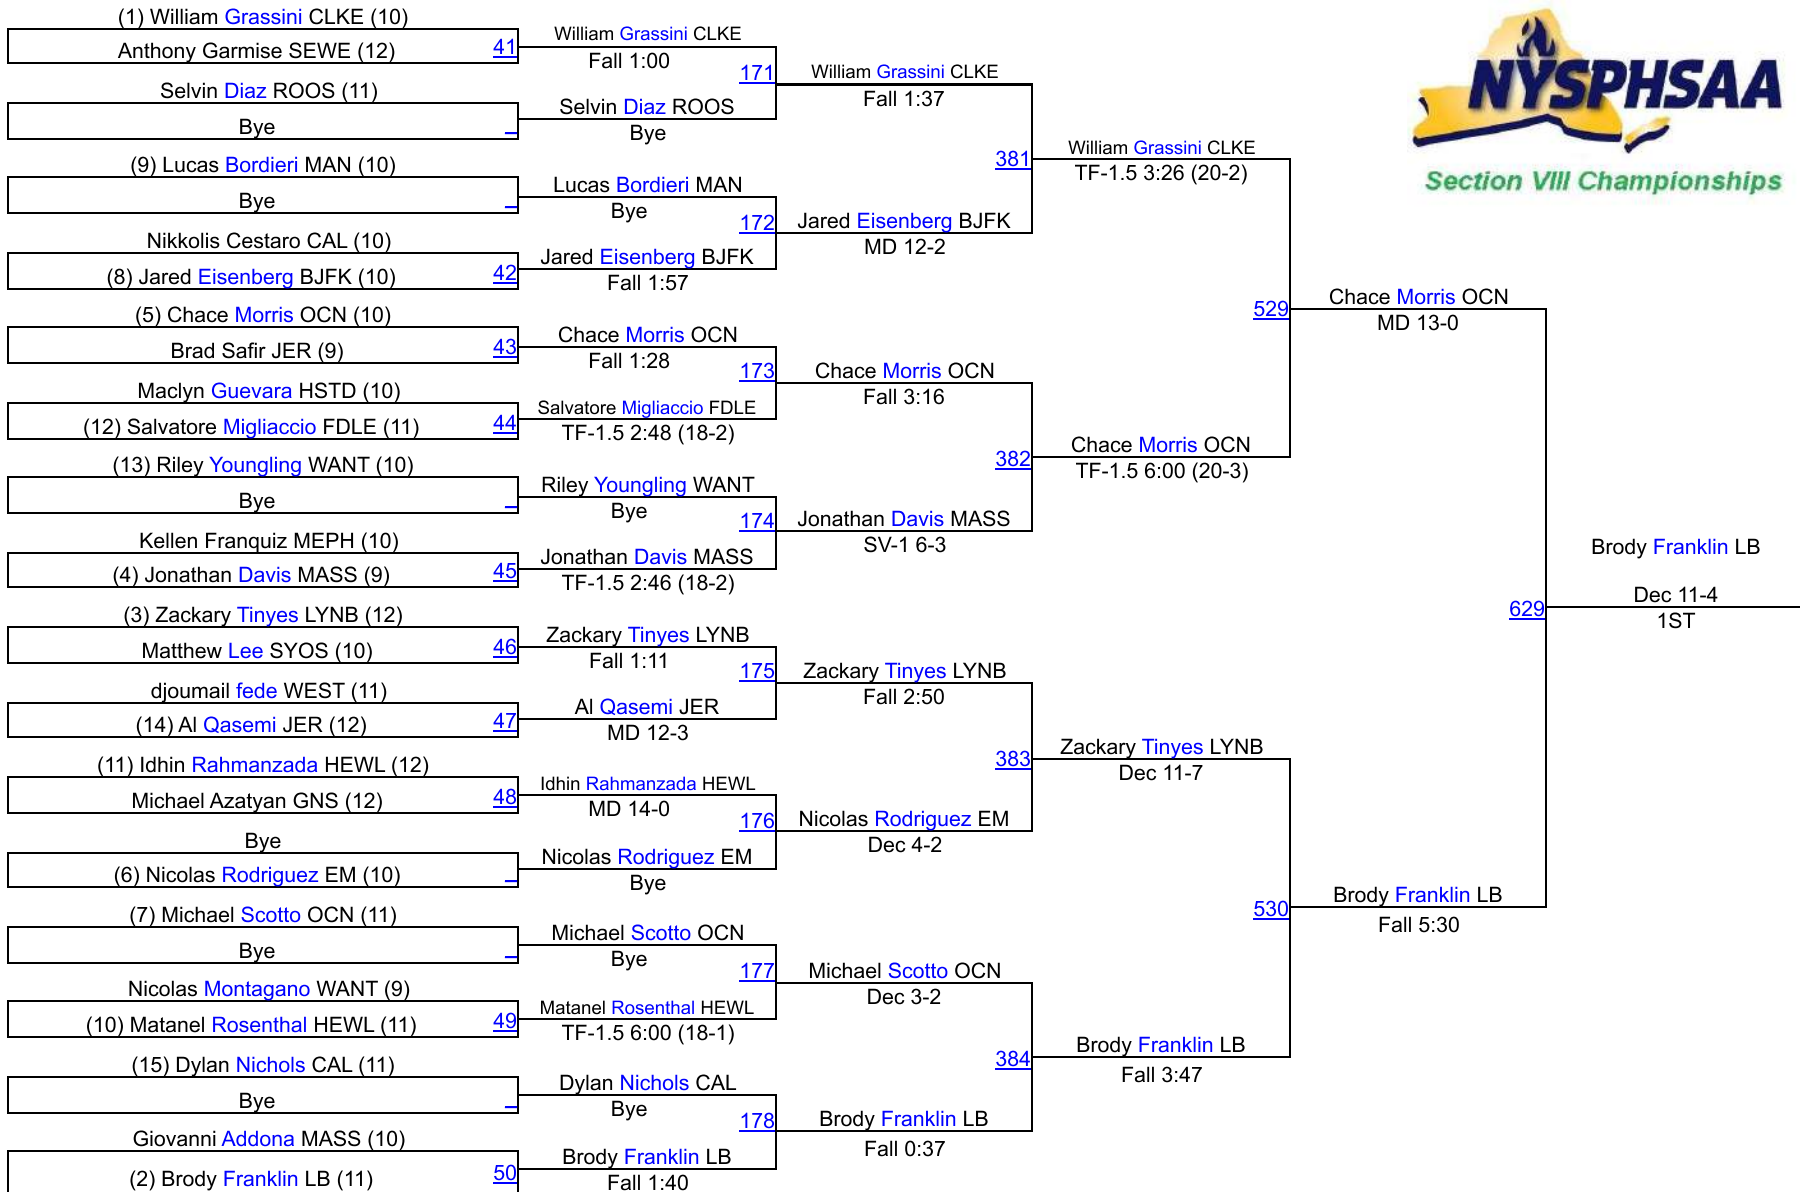 (1) William Grassini CLKE (10)
Anthony Garmise SEWE (12)
41
Selvin Diaz ROOS (11)
Bye
(9) Lucas Bordieri MAN (10)
Bye
Nikkolis Cestaro CAL (10)
(8) Jared Eisenberg BJFK (10)
42
(5) Chace Morris OCN (10)
Brad Safir JER (9)
43
Maclyn Guevara HSTD (10)
(12) Salvatore Migliaccio FDLE (11)
44
(13) Riley Youngling WANT (10)
Bye
Kellen Franquiz MEPH (10)
(4) Jonathan Davis MASS (9)
45
(3) Zackary Tinyes LYNB (12)
Matthew Lee SYOS (10)
46
djoumail fede WEST (11)
(14) Al Qasemi JER (12)
47
(11) Idhin Rahmanzada HEWL (12)
Michael Azatyan GNS (12)
48
Bye
(6) Nicolas Rodriguez EM (10)
(7) Michael Scotto OCN (11)
Bye
Nicolas Montagano WANT (9)
(10) Matanel Rosenthal HEWL (11)
49
(15) Dylan Nichols CAL (11)
Bye
Giovanni Addona MASS (10)
(2) Brody Franklin LB (11)
50
William Grassini CLKE
Fall 1:00
171
Selvin Diaz ROOS
Bye
Lucas Bordieri MAN
Bye
172
Jared Eisenberg BJFK
Fall 1:57
Chace Morris OCN
Fall 1:28
173
Salvatore Migliaccio FDLE
TF-1.5 2:48 (18-2)
Riley Youngling WANT
Bye
174
Jonathan Davis MASS
TF-1.5 2:46 (18-2)
Zackary Tinyes LYNB
Fall 1:11
175
Al Qasemi JER
MD 12-3
Idhin Rahmanzada HEWL
MD 14-0
176
Nicolas Rodriguez EM
Bye
Michael Scotto OCN
Bye
177
Matanel Rosenthal HEWL
TF-1.5 6:00 (18-1)
Dylan Nichols CAL
Bye
178
Brody Franklin LB
Fall 1:40
William Grassini CLKE
Fall 1:37
381
Jared Eisenberg BJFK
MD 12-2
Chace Morris OCN
Fall 3:16
382
Jonathan Davis MASS
SV-1 6-3
Zackary Tinyes LYNB
Fall 2:50
383
Nicolas Rodriguez EM
Dec 4-2
Michael Scotto OCN
Dec 3-2
384
Brody Franklin LB
Fall 0:37
William Grassini CLKE
TF-1.5 3:26 (20-2)
529
Chace Morris OCN
TF-1.5 6:00 (20-3)
Zackary Tinyes LYNB
Dec 11-7
530
Brody Franklin LB
Fall 3:47
Chace Morris OCN
MD 13-0
629
Brody Franklin LB
Fall 5:30
Brody Franklin LB
Dec 11-4
1ST
NYSPHSAA
Section VIII Championships